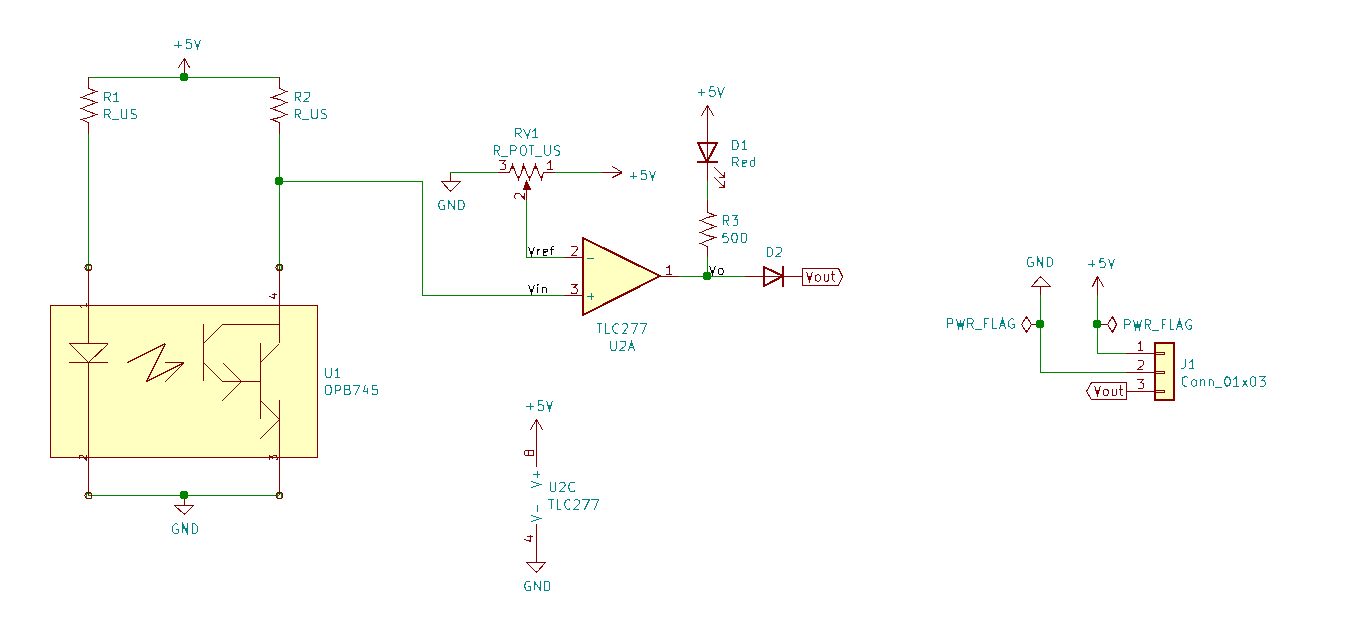 +5V
R1
R_US
R2
R_US
1
4
U1
OPB745
2
3
GND
RV1
R_POT_US
3
1
+5V
GND
2
Vref
2
-
Vin
3
+
1
TLC277
U2A
+5V
D1
Red
R3
500
Vo
D2
Vout
+5V
8
V+
U2C
TLC277
V-
4
GND
GND
+5V
PWR_FLAG
PWR_FLAG
1
2
3
J1
Conn_01x03
Vout